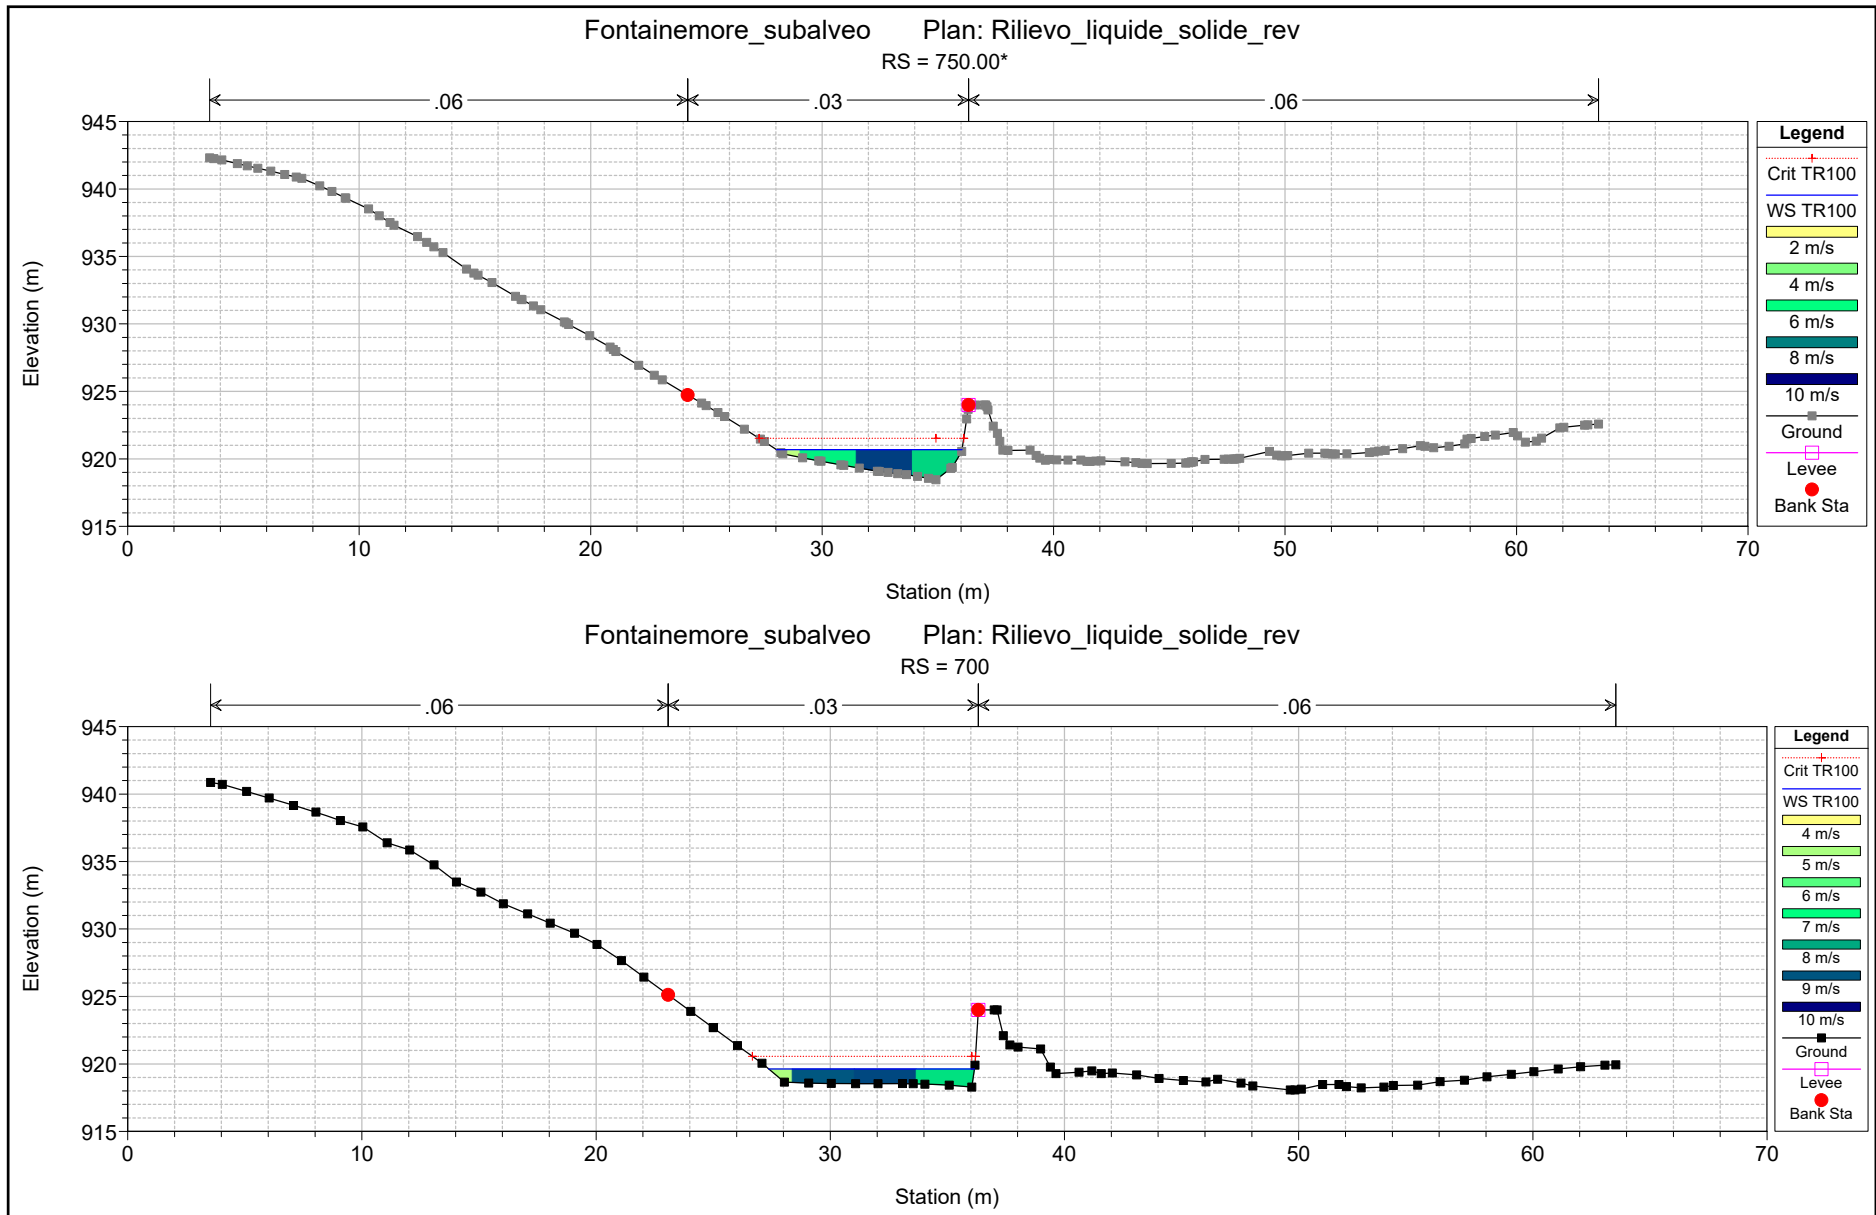 Fontainemore_subalveo Plan: Rilievo_liquide_solide_rev
RS = 750.00*
.06 .03 .06
945
940
935
930
925
920
915
Elevation (m)
0 10 20 30 40 50 60 70
Station (m)
Legend
Crit TR100
WS TR100
2 m/s
4 m/s
6 m/s
8 m/s
10 m/s
Ground
Levee
Bank Sta
Fontainemore_subalveo Plan: Rilievo_liquide_solide_rev
RS = 700
.06 .03 .06
945
940
935
930
925
920
915
Elevation (m)
0 10 20 30 40 50 60 70
Station (m)
Legend
Crit TR100
WS TR100
4 m/s
5 m/s
6 m/s
7 m/s
8 m/s
9 m/s
10 m/s
Ground
Levee
Bank Sta